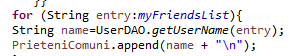 }}
for (String entry:myFriendsList){
String name=UserDAO.getUserName(entry);
PrieteniComuni.append(name + "\n");